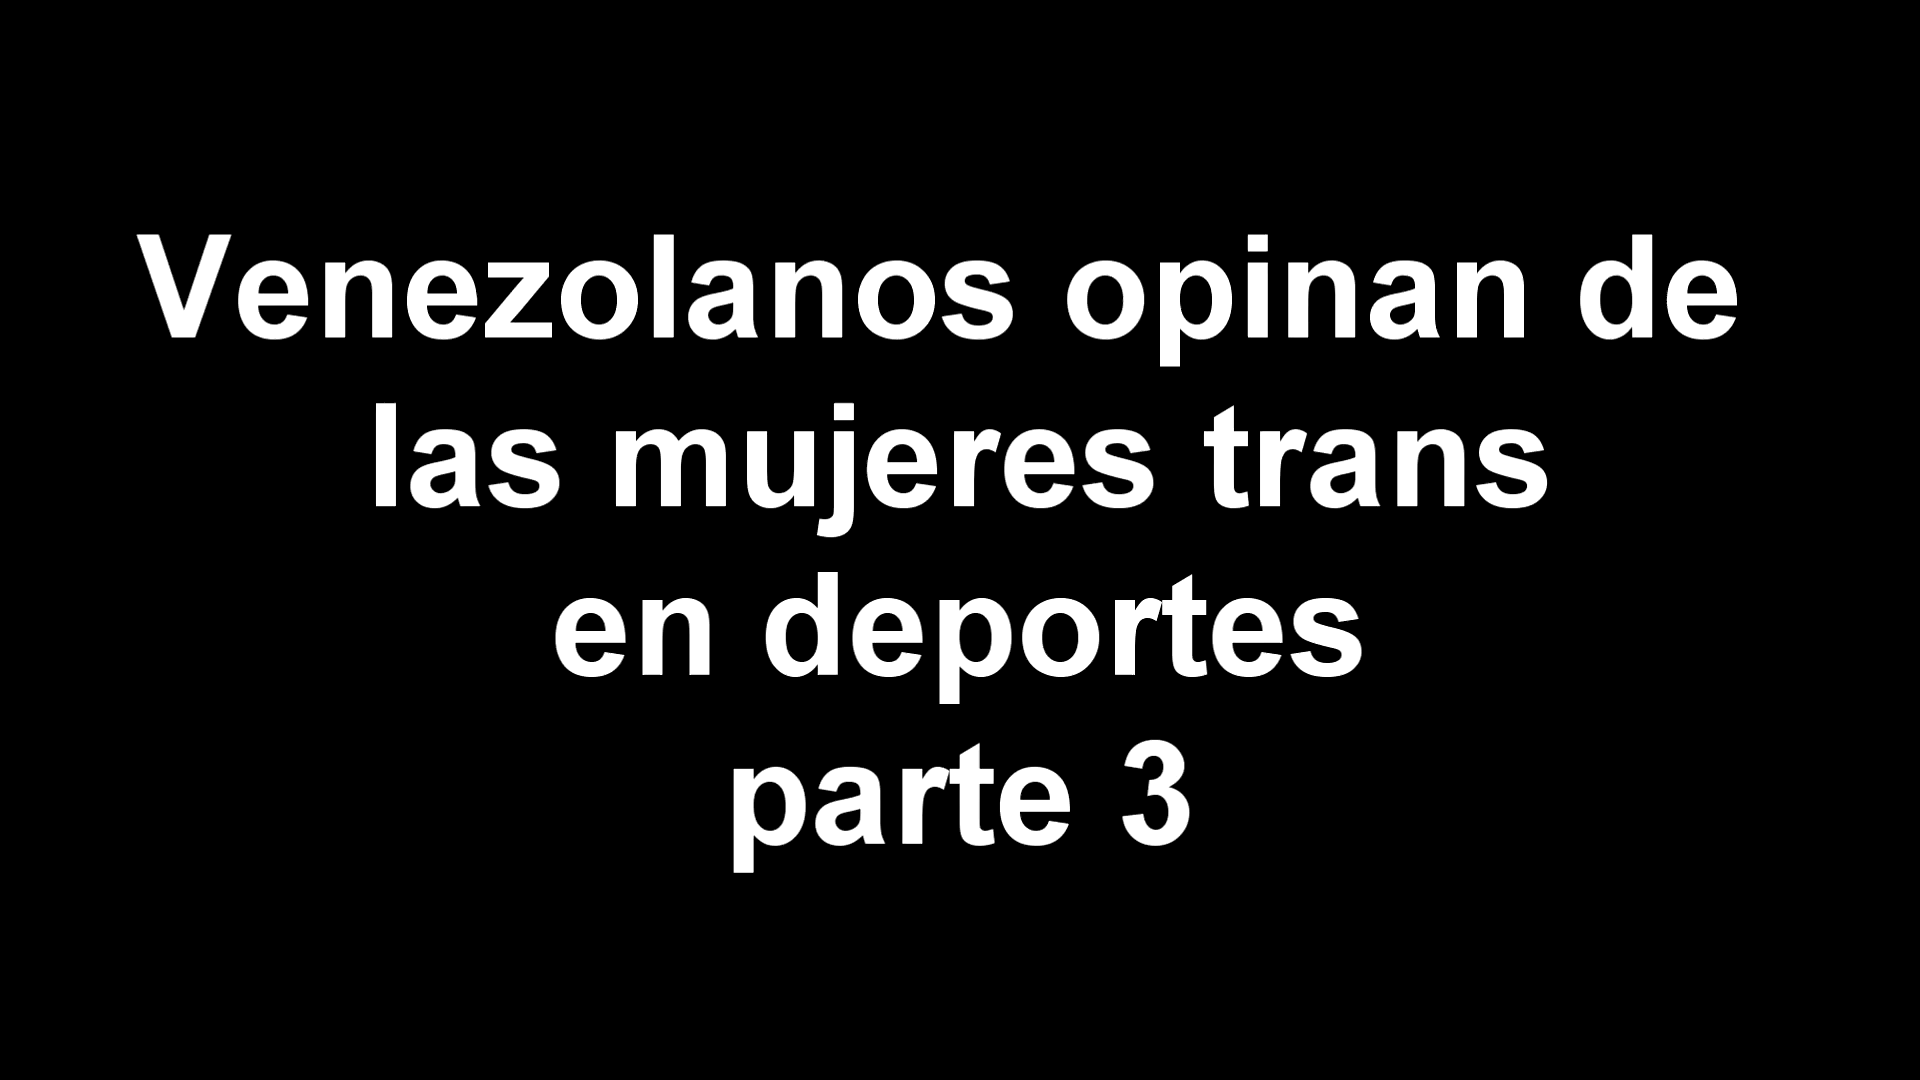 Venezolanos opinan de
las mujeres trans
en deportes
parte 3